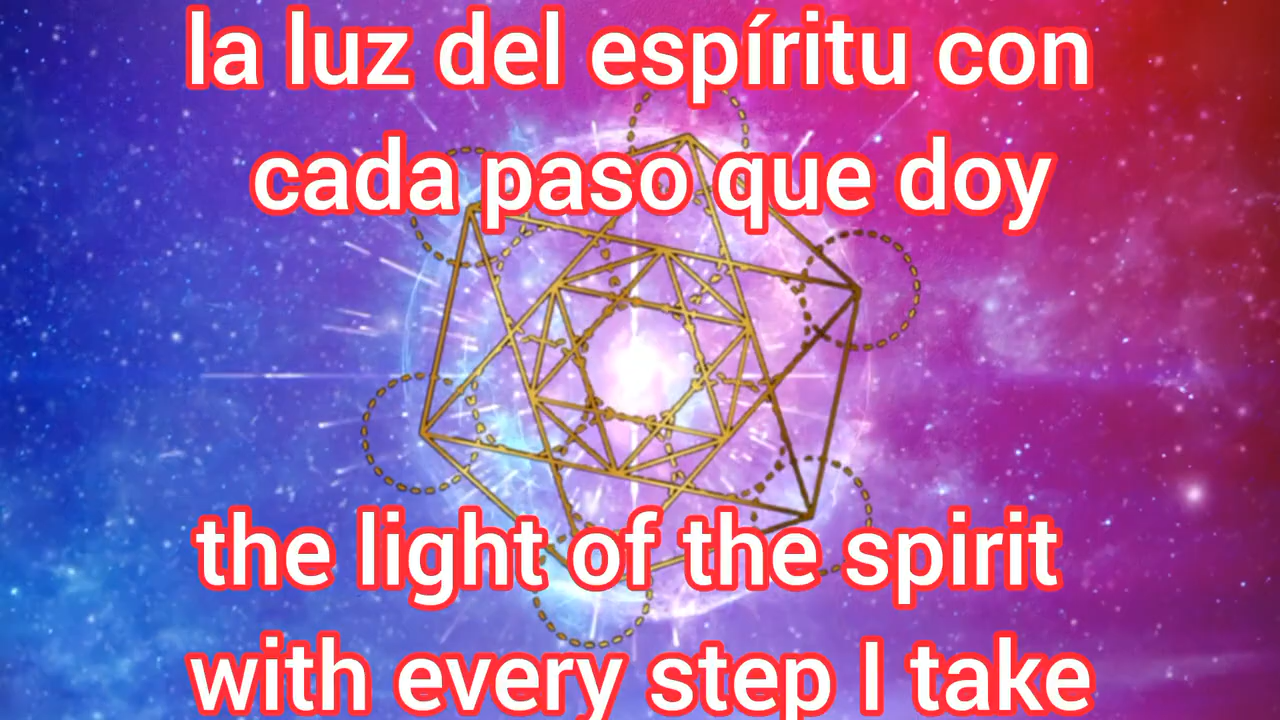 la luz del espíritu con
cada paso que doy
the light of the spirit
with every step I take